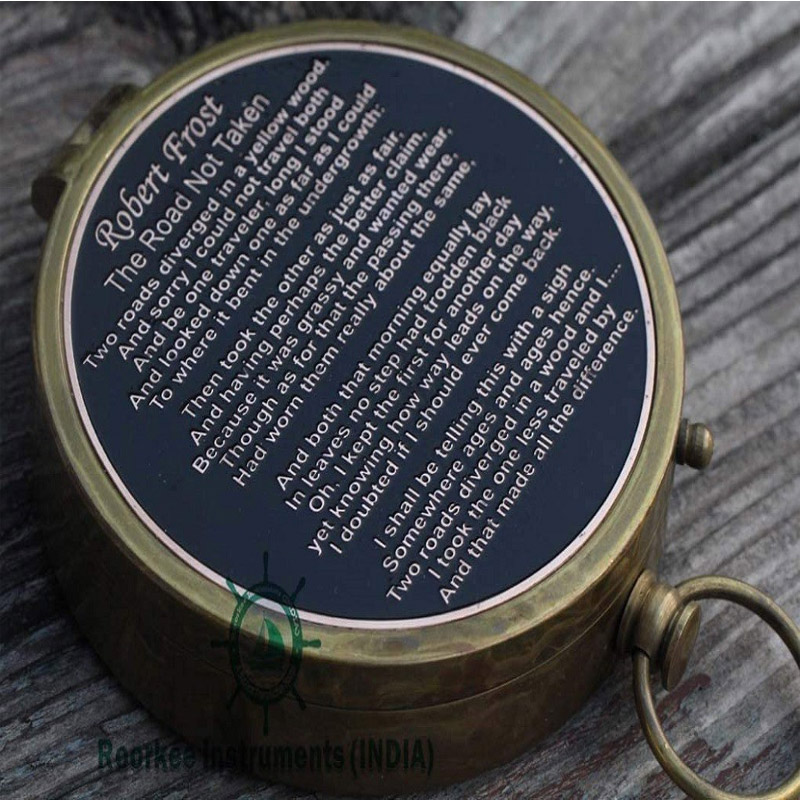 Robert Frost
The Road Not Taken
Two roads diverged in a yellow wood.
And sorry I could not travel both
And be one traveler, long I stood
And looked down one as far as I could
To where it bent in the undergrowth:
Then took the other as just as fair,
And having perhaps the better claim,
Because it was grassy and wanted wear,
Though as for that the passing there,
Had worn them really about the same,
And both that morning equally lay
In leaves no step had trodden black
Oh, I kept the first for another day
yet knowing how way leads on the way,
I doubted if I should ever come back.
I shall be telling this with a sigh
Somewhere ages and ages hence.
Two roads diverged in a wood and I....
I took the one less traveled by
And that made all the difference.
Roorkee Instruments (INDIA)